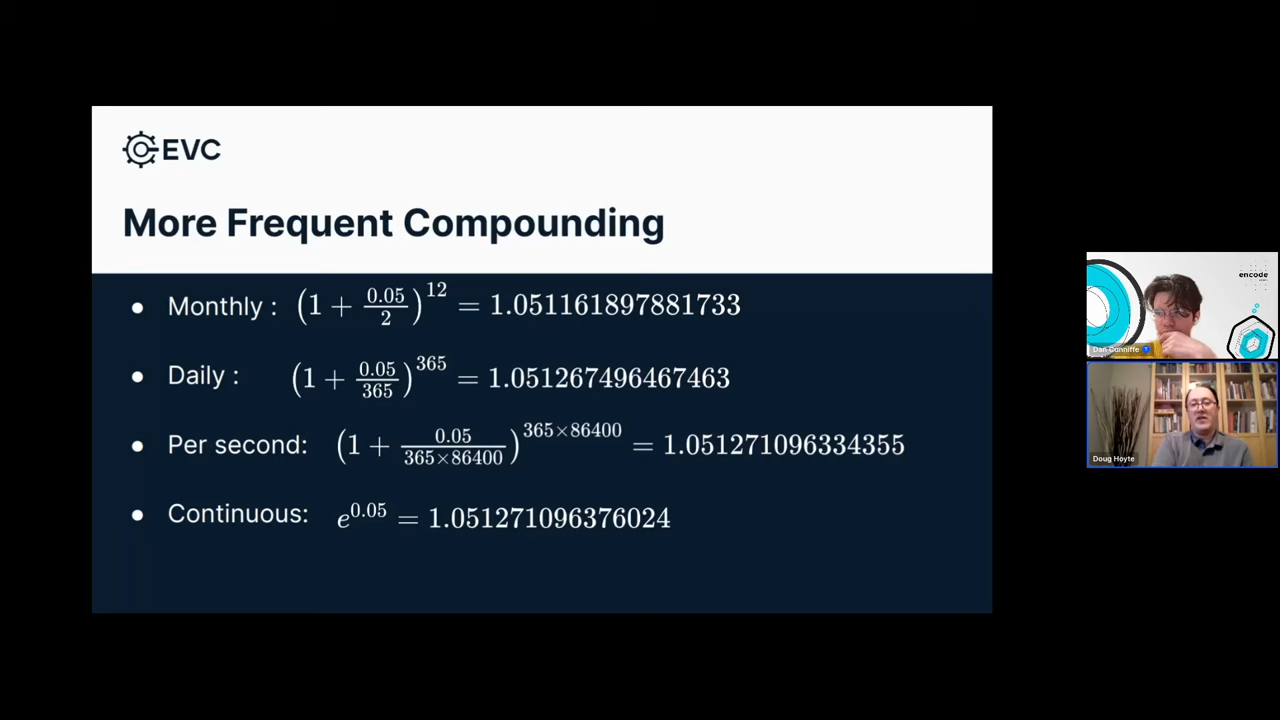 EVC
More Frequent Compounding
• Monthly : (1 + 0.05/2)^12 = 1.051161897881733
• Daily : (1 + 0.05/365)^365 = 1.051267496467463
• Per second: (1 + 0.05/(365×86400))^(365×86400) = 1.051271096334355
• Continuous: e^0.05 = 1.051271096376024
encode
Dan Cunniffe
Doug Hoyte